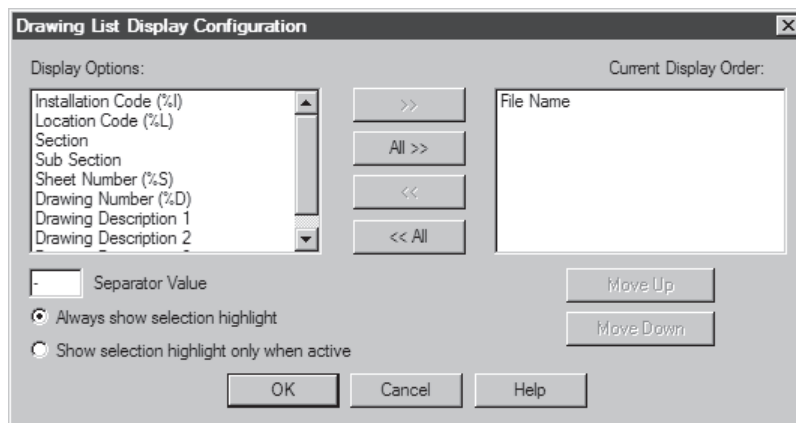 Drawing List Display Configuration
Display Options:
Current Display Order:
Installation Code (%I)
Location Code (%L)
Section
Sub Section
Sheet Number (%S)
Drawing Number (%D)
Drawing Description 1
Drawing Description 2
>>
All >>
<<
<< All
File Name
- Separator Value
Always show selection highlight
Show selection highlight only when active
Move Up
Move Down
OK
Cancel
Help